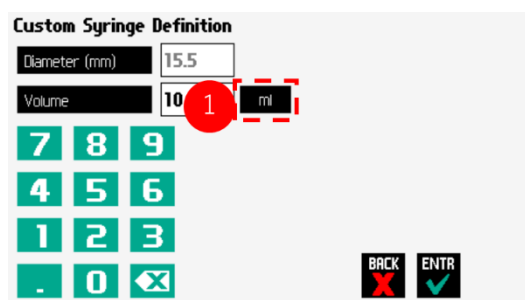 Custom Syringe Definition
Diameter (mm) 15.5
Volume 10 1 ml
7 8 9
4 5 6
1 2 3
. 0 X
BACK ENTR